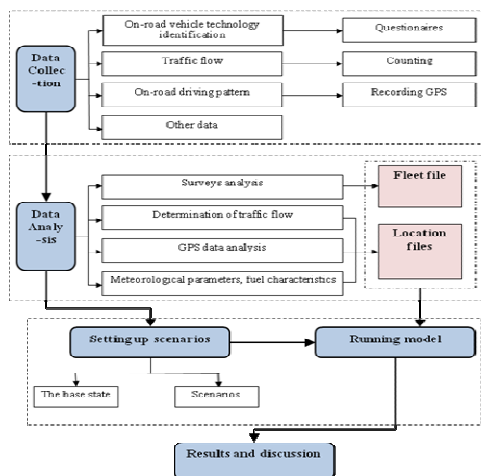 On-road vehicle technology
identification
Questionaires
Data
Collec
-tion
Traffic flow
Counting
On-road driving pattern
Recording GPS
Other data
Surveys analysis
Fleet file
Data
Analy
-sis
Determination of traffic flow
GPS data analysis
Location
files
Meteorological parameters, fuel characteristics
Setting up scenarios
Running model
The base state
Scenarios
Results and discussion